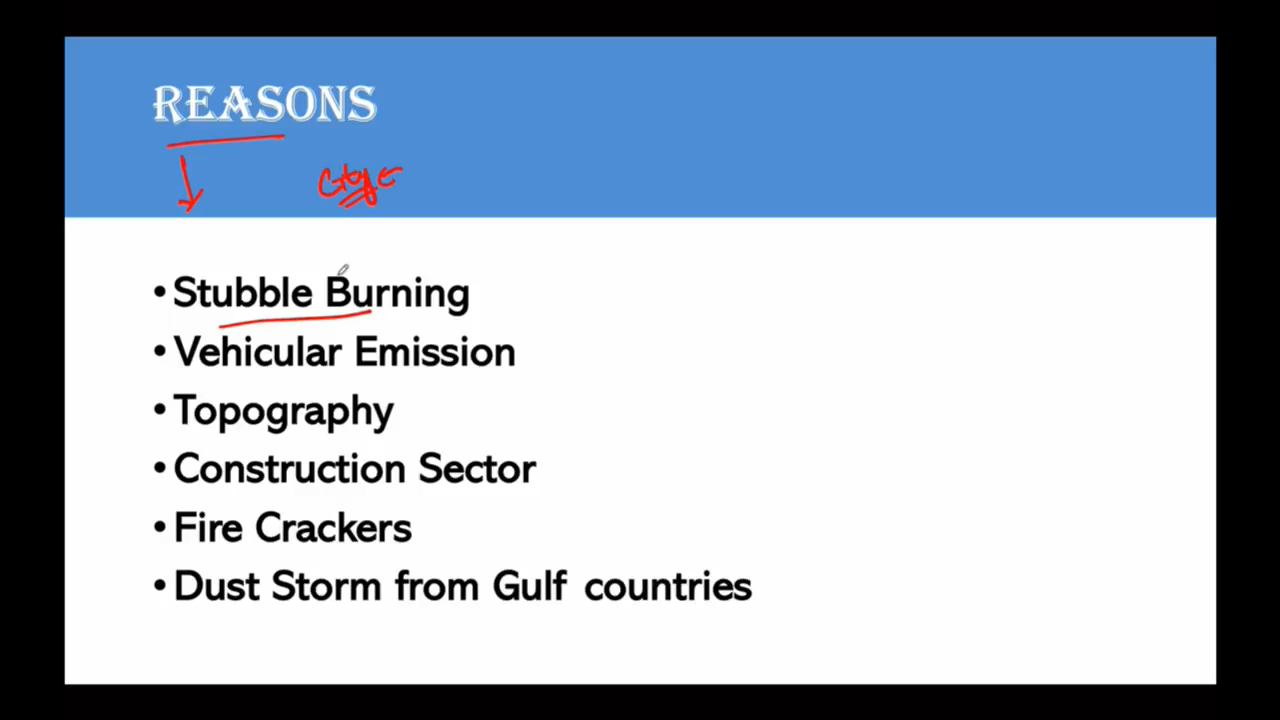 REASONS
• Stubble Burning
• Vehicular Emission
• Topography
• Construction Sector
• Fire Crackers
• Dust Storm from Gulf countries